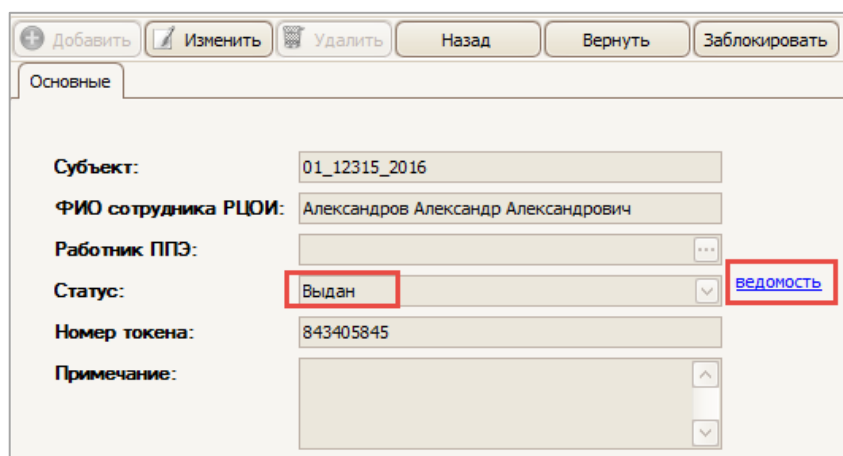 Добавить Изменить Удалить Назад Вернуть Заблокировать
Основные
Субъект: 01_12315_2016
ФИО сотрудника РЦОИ: Александров Александр Александрович
Работник ППЭ: ...
Статус: Выдан ведомость
Номер токена: 843405845
Примечание: